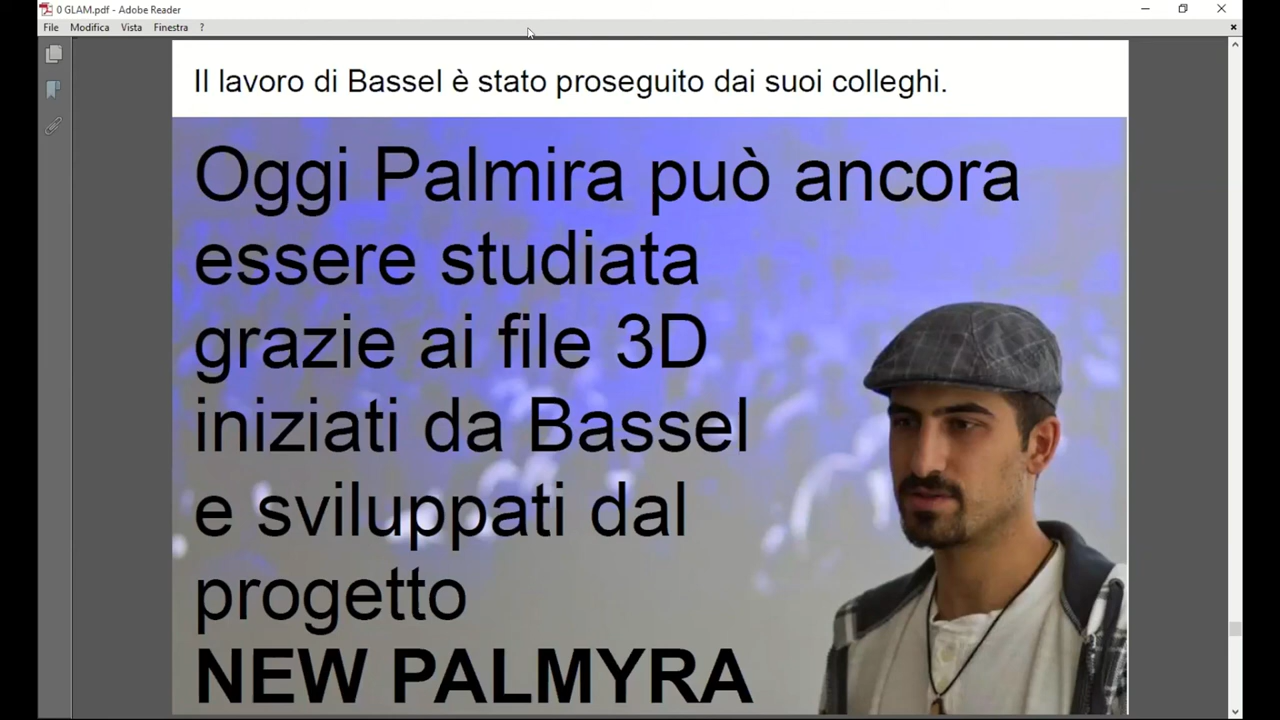 0 GLAM.pdf - Adobe Reader
File Modifica Vista Finestra ?
Il lavoro di Bassel è stato proseguito dai suoi colleghi.
Oggi Palmira può ancora
essere studiata
grazie ai file 3D
iniziati da Bassel
e sviluppati dal
progetto
NEW PALMYRA